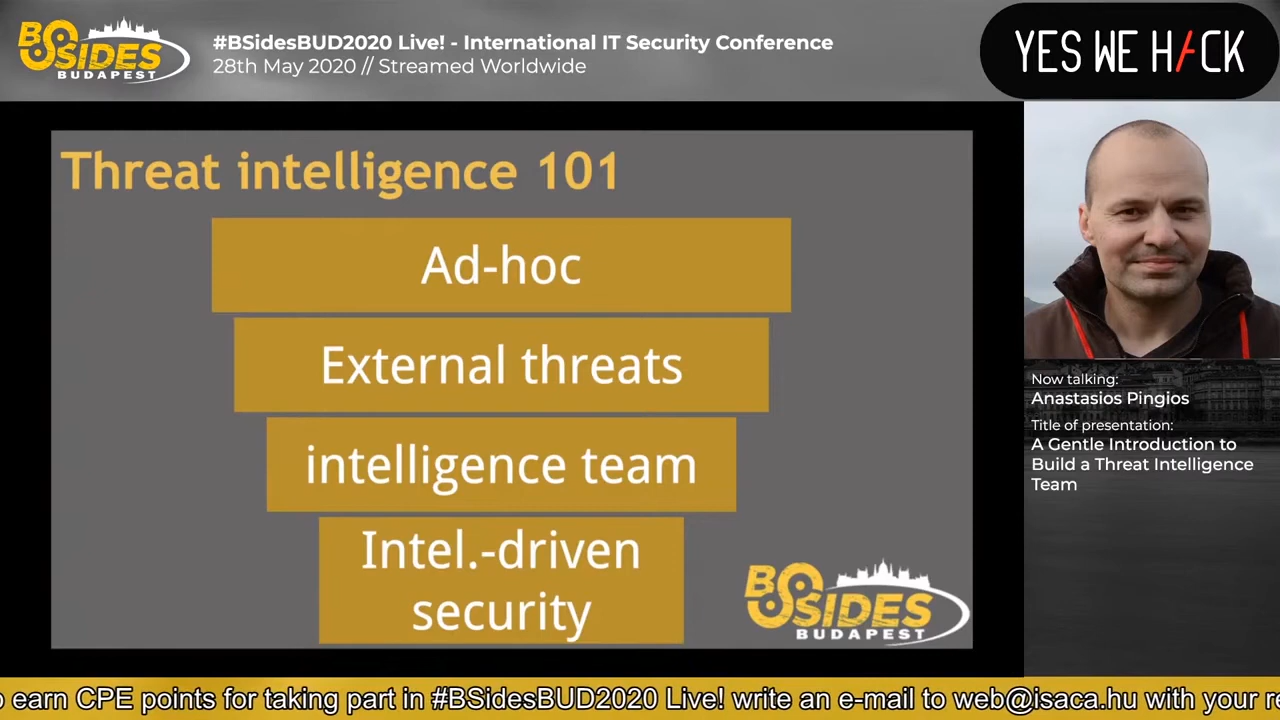 BSIDES
BUDAPEST
#BSidesBUD2020 Live! - International IT Security Conference
28th May 2020 // Streamed Worldwide
YES WE H/CK
Threat intelligence 101
Ad-hoc
External threats
intelligence team
Intel.-driven
security
BSIDES
BUDAPEST
Now talking:
Anastasios Pingios
Title of presentation:
A Gentle Introduction to
Build a Threat Intelligence
Team
o earn CPE points for taking part in #BSidesBUD2020 Live! write an e-mail to web@isaca.hu with your re